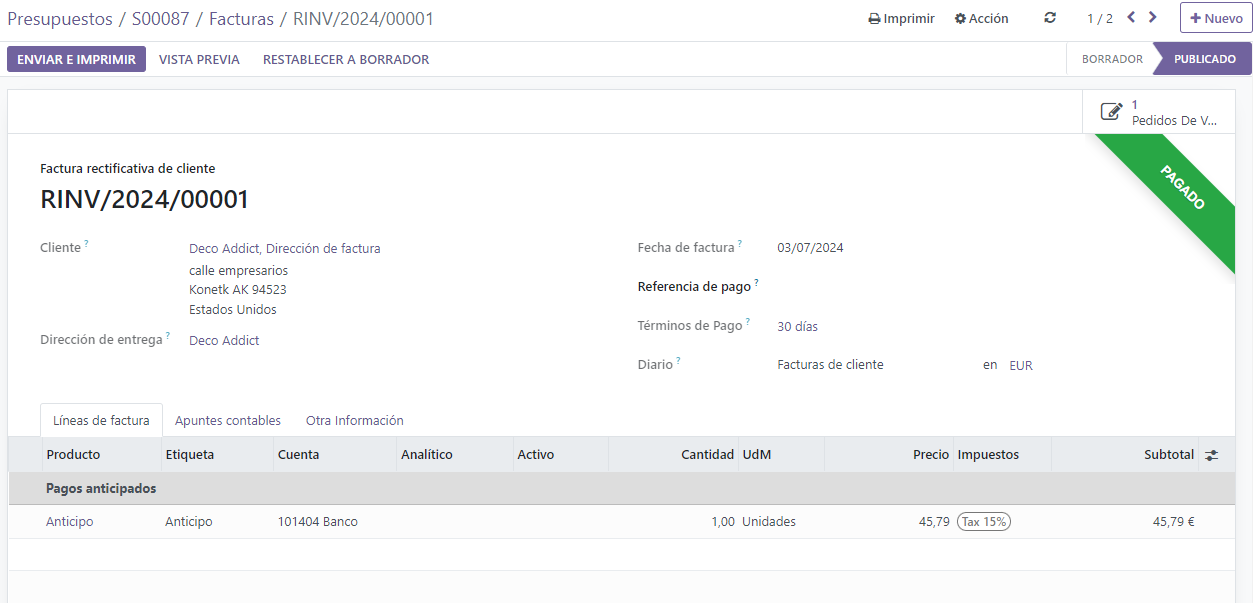 Presupuestos / S00087 / Facturas / RINV/2024/00001
Imprimir Acción 1 / 2 Nuevo
ENVIAR E IMPRIMIR VISTA PREVIA RESTABLECER A BORRADOR BORRADOR PUBLICADO
1
Pedidos De V...
PAGADO
Factura rectificativa de cliente
RINV/2024/00001
Cliente ? Deco Addict, Dirección de factura
calle empresarios
Konetk AK 94523
Estados Unidos
Dirección de entrega ? Deco Addict
Fecha de factura ? 03/07/2024
Referencia de pago ?
Términos de Pago ? 30 días
Diario ? Facturas de cliente en EUR
Líneas de factura Apuntes contables Otra Información
Producto Etiqueta Cuenta Analítico Activo Cantidad UdM Precio Impuestos Subtotal
Pagos anticipados
Anticipo Anticipo 101404 Banco 1,00 Unidades 45,79 Tax 15% 45,79 €